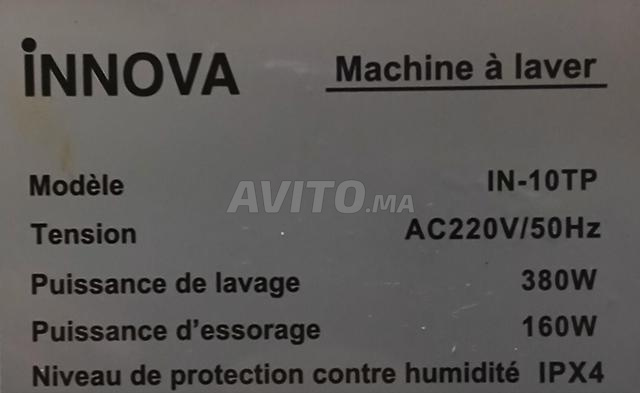 iNNOVA Machine à laver
Modèle IN-10TP
AVITO.MA
Tension AC220V/50Hz
Puissance de lavage 380W
Puissance d'essorage 160W
Niveau de protection contre humidité IPX4